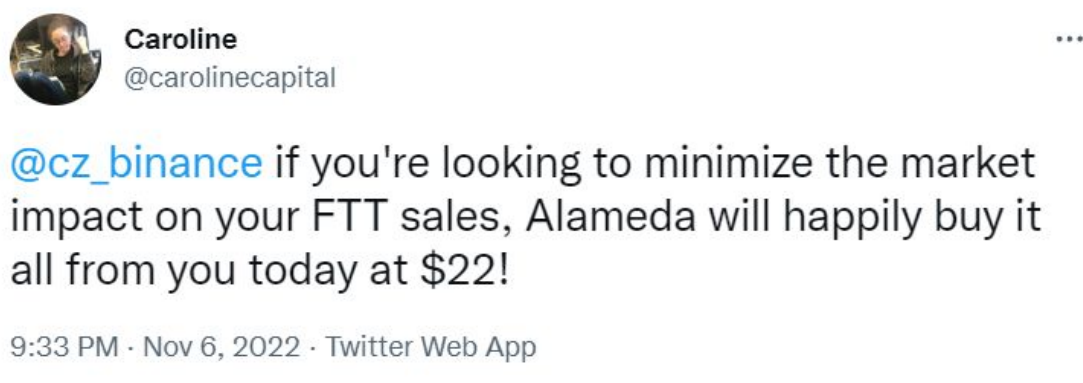 Caroline
@carolinecapital
@cz_binance if you're looking to minimize the market
impact on your FTT sales, Alameda will happily buy it
all from you today at $22!
9:33 PM · Nov 6, 2022 · Twitter Web App